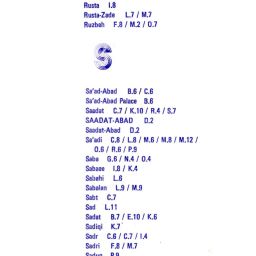 Rusta I.8
Rusta-Zade L.7 / M.7
Ruzbeh F.8 / M.2 / O.7
S
Sa'ad-Abad B.6 / C.6
Sa'ad-Abad Palace B.6
Saadat C.7 / K.10 / R.4 / S.7
SAADAT-ABAD D.2
Saadat-Abad D.2
Sa'adi C.8 / L.8 / M.6 / M.8 / M.12 /
O.6 / R.6 / P.9
Saba G.6 / N.4 / O.4
Sabaee I.8 / K.4
Sabehi L.6
Sabalan L.9 / M.9
Sabt C.7
Sad L.11
Sadat B.7 / E.10 / K.6
Sadiqi K.7
Sadr C.6 / C.7 / I.4
Sadri F.8 / M.7